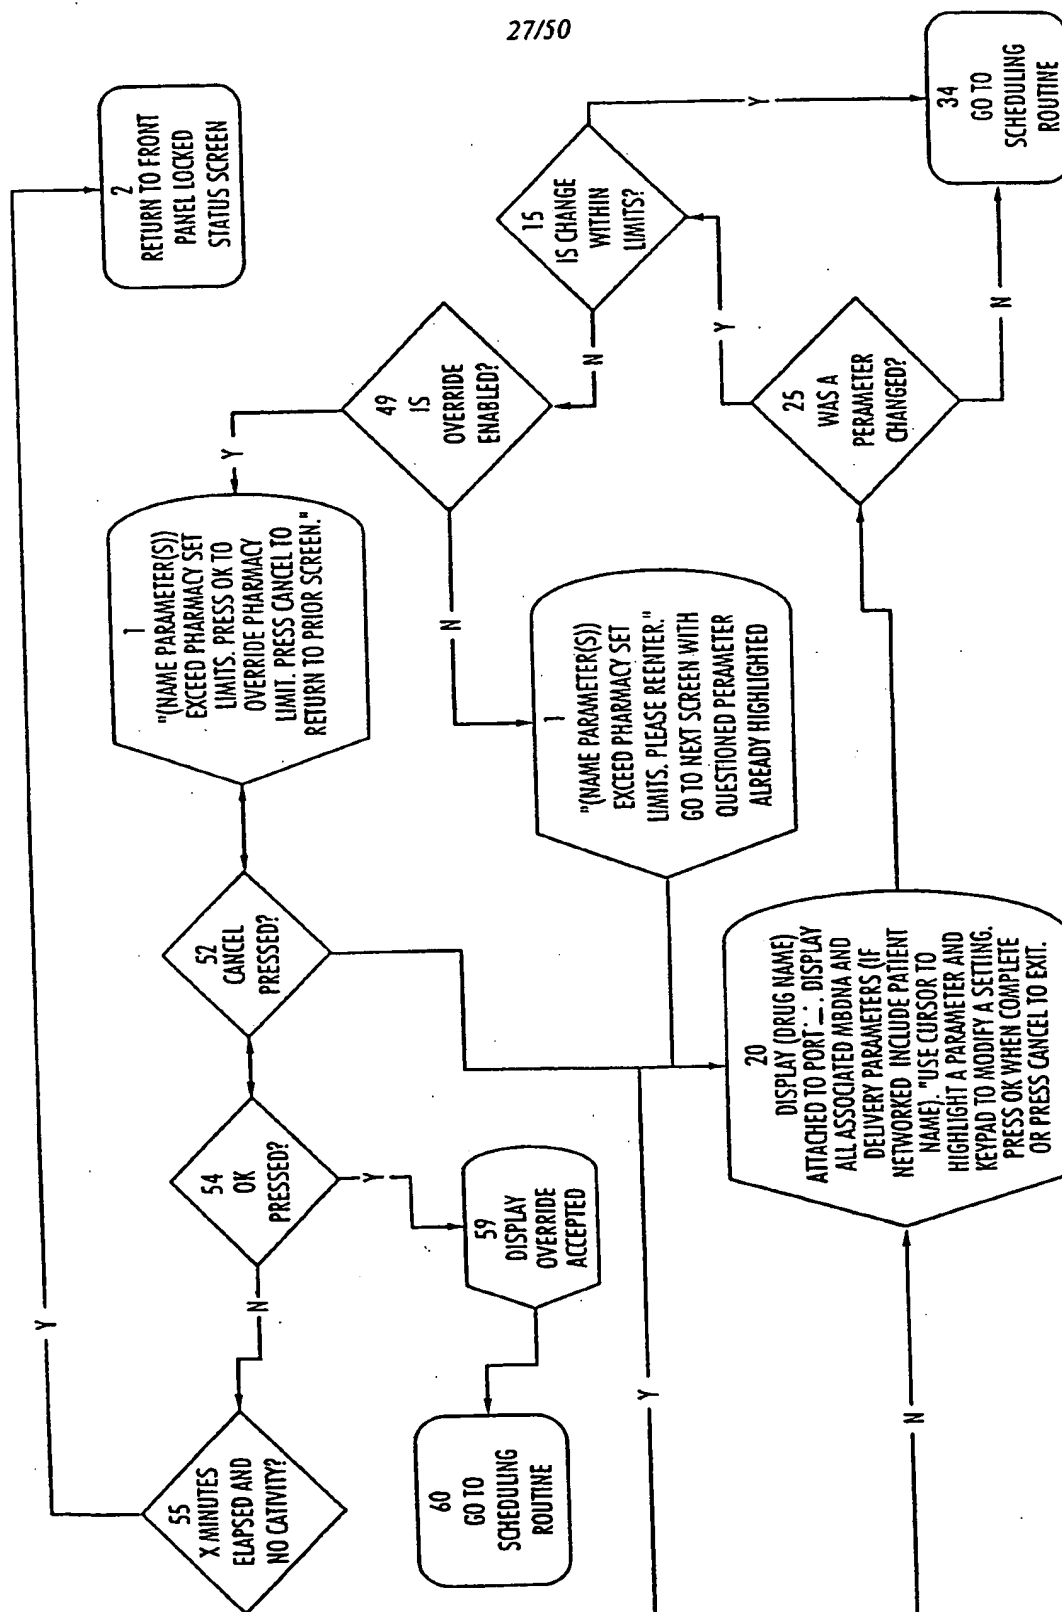 27/50
2
RETURN TO FRONT
PANEL LOCKED
STATUS SCREEN
34
GO TO
SCHEDULING
ROUTINE
Y
15
IS CHANGE
WITHIN
LIMITS?
N
Y
N
25
WAS A
PERAMETER
CHANGED?
49
IS
OVERRIDE
ENABLED?
Y
N
1
"(NAME PARAMETER(S))
EXCEED PHARMACY SET
LIMITS. PRESS OK TO
OVERRIDE PHARMACY
LIMIT. PRESS CANCEL TO
RETURN TO PRIOR SCREEN."
1
"(NAME PARAMETER(S))
EXCEED PHARMACY SET
LIMITS. PLEASE REENTER."
GO TO NEXT SCREEN WITH
QUESTIONED PERAMETER
ALREADY HIGHLIGHTED
52
CANCEL
PRESSED?
20
DISPLAY (DRUG NAME)
ATTACHED TO PORT __. DISPLAY
ALL ASSOCIATED MBDNA AND
DELIVERY PARAMETERS (IF
NETWORKED INCLUDE PATIENT
NAME). "USE CURSOR TO
HIGHLIGHT A PARAMETER AND
KEYPAD TO MODIFY A SETTING.
PRESS OK WHEN COMPLETE
OR PRESS CANCEL TO EXIT.
54
OK
PRESSED?
Y
N
59
DISPLAY
OVERRIDE
ACCEPTED
Y
55
X MINUTES
ELAPSED AND
NO CATIVITY?
60
GO TO
SCHEDULING
ROUTINE
Y
N